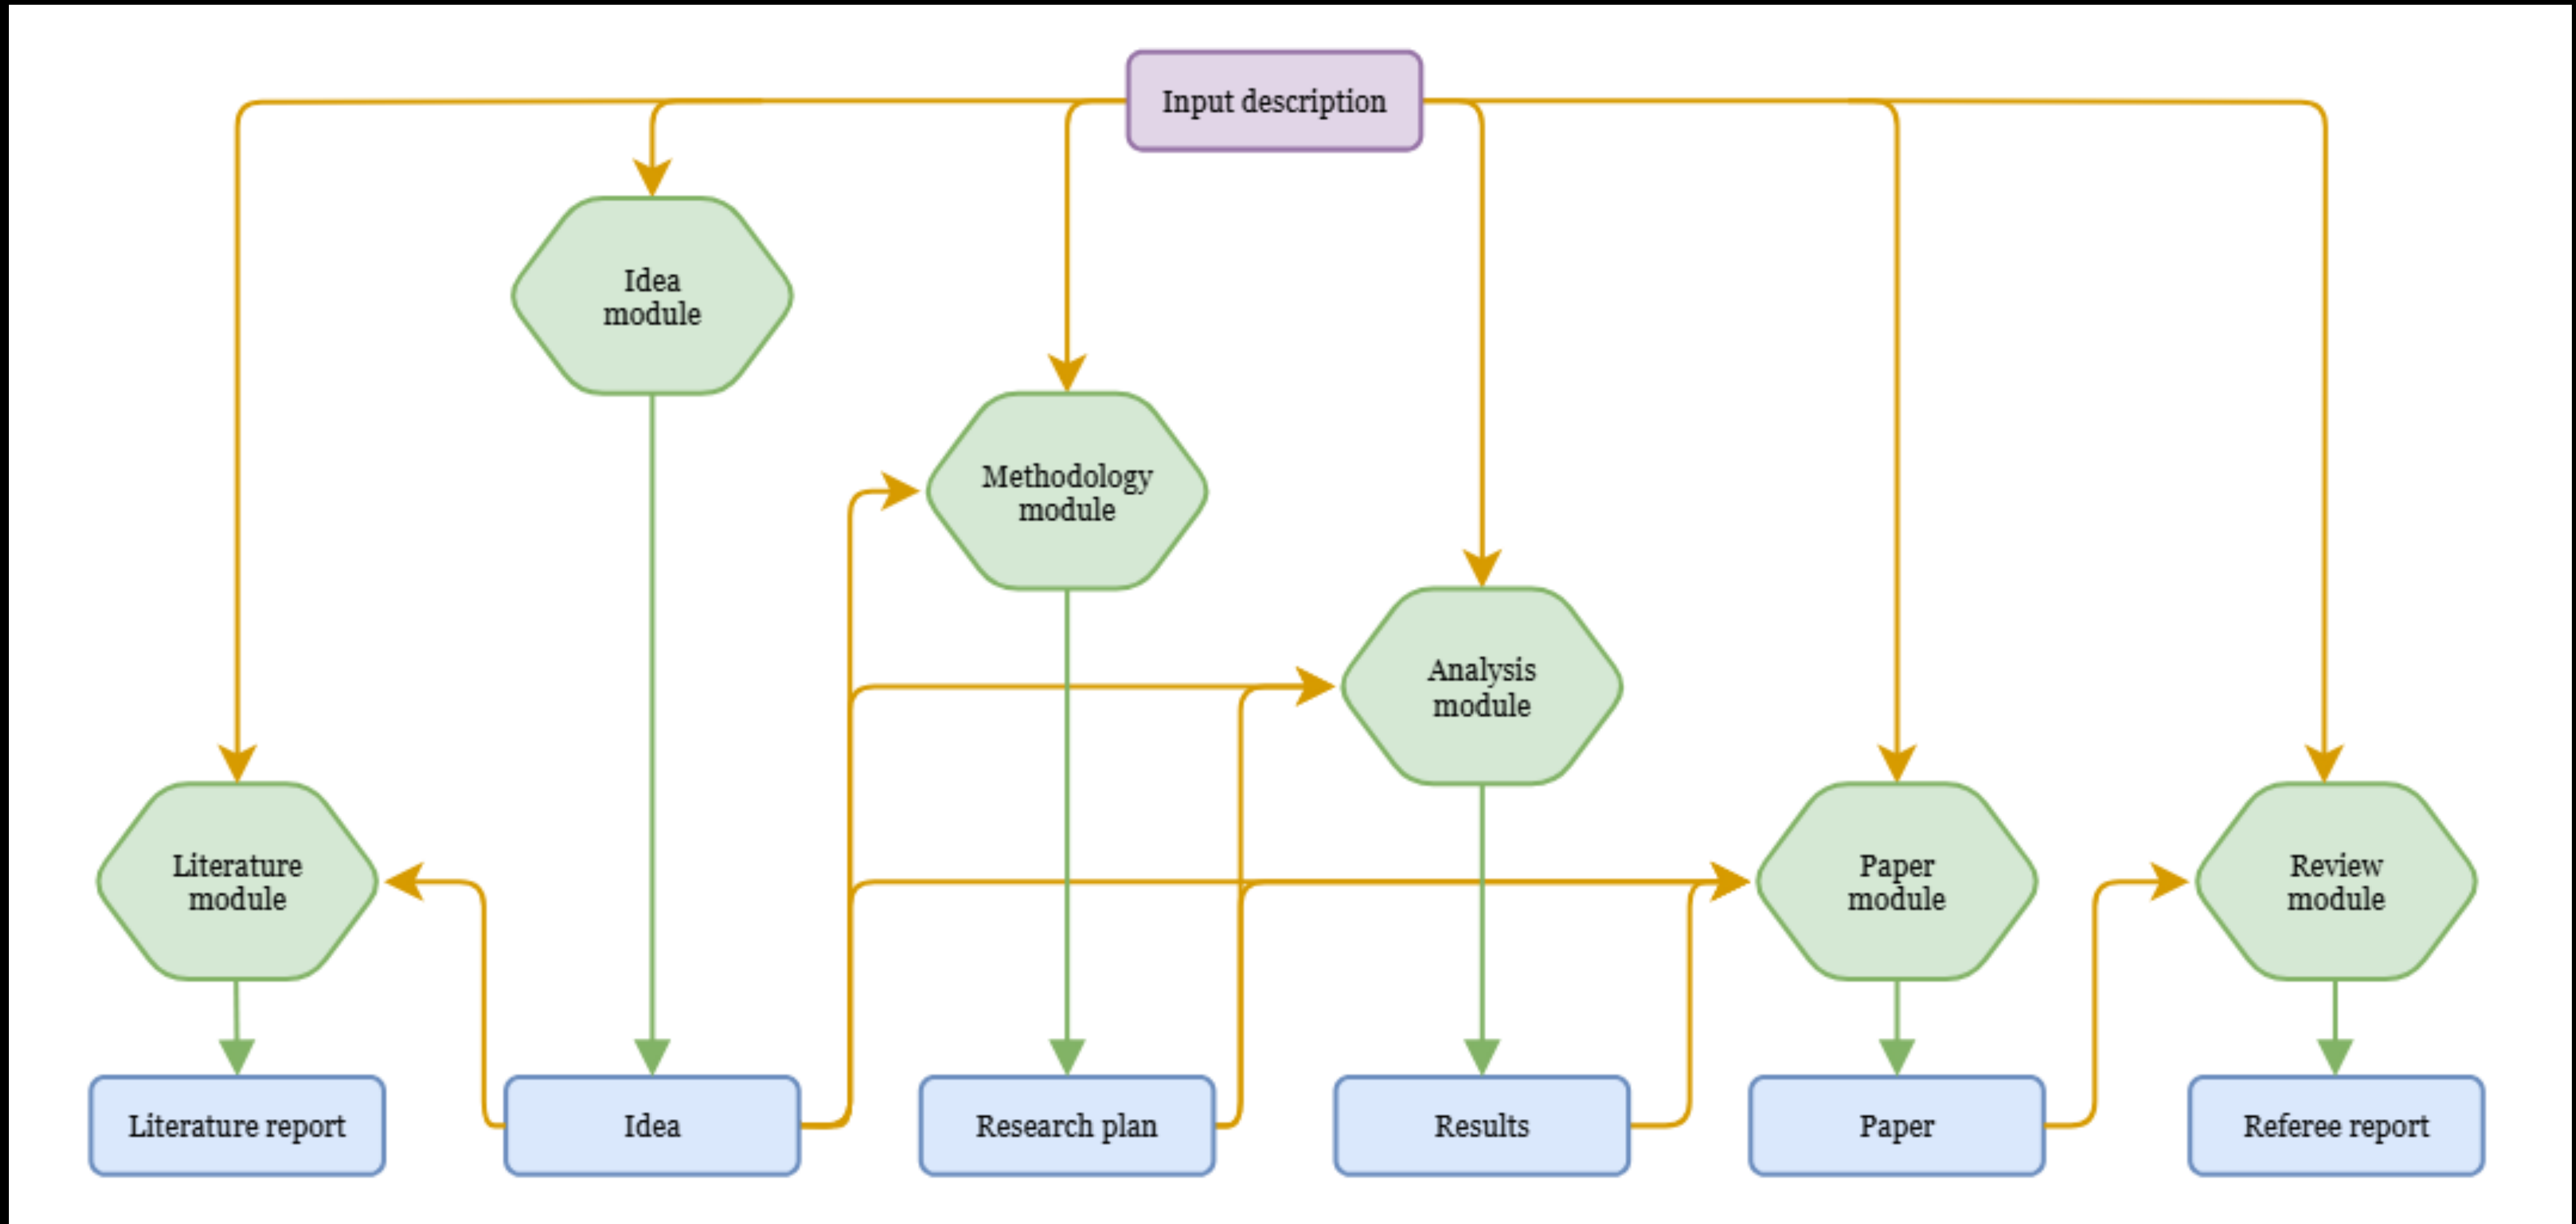 Input description
Idea
module
Methodology
module
Analysis
module
Literature
module
Paper
module
Review
module
Literature report
Idea
Research plan
Results
Paper
Referee report